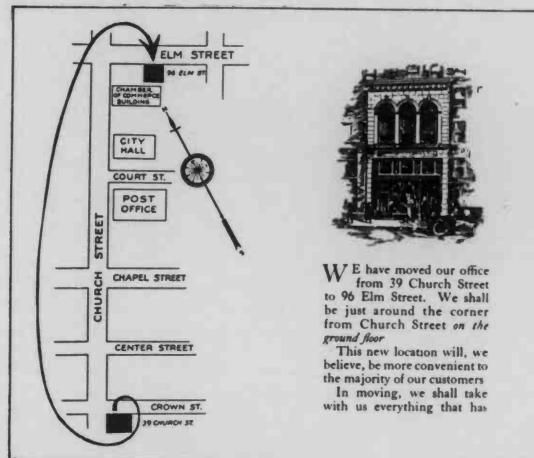 ELM STREET
96 ELM ST.
CHAMBER
OF COMMERCE
BUILDING
CITY
HALL
COURT ST.
POST
OFFICE
CHURCH STREET
CHAPEL STREET
CENTER STREET
CROWN ST.
39 CHURCH ST.
WE have moved our office
from 39 Church Street
to 96 Elm Street. We shall
be just around the corner
from Church Street on the
ground floor
This new location will, we
believe, be more convenient to
the majority of our customers
In moving, we shall take
with us everything that has